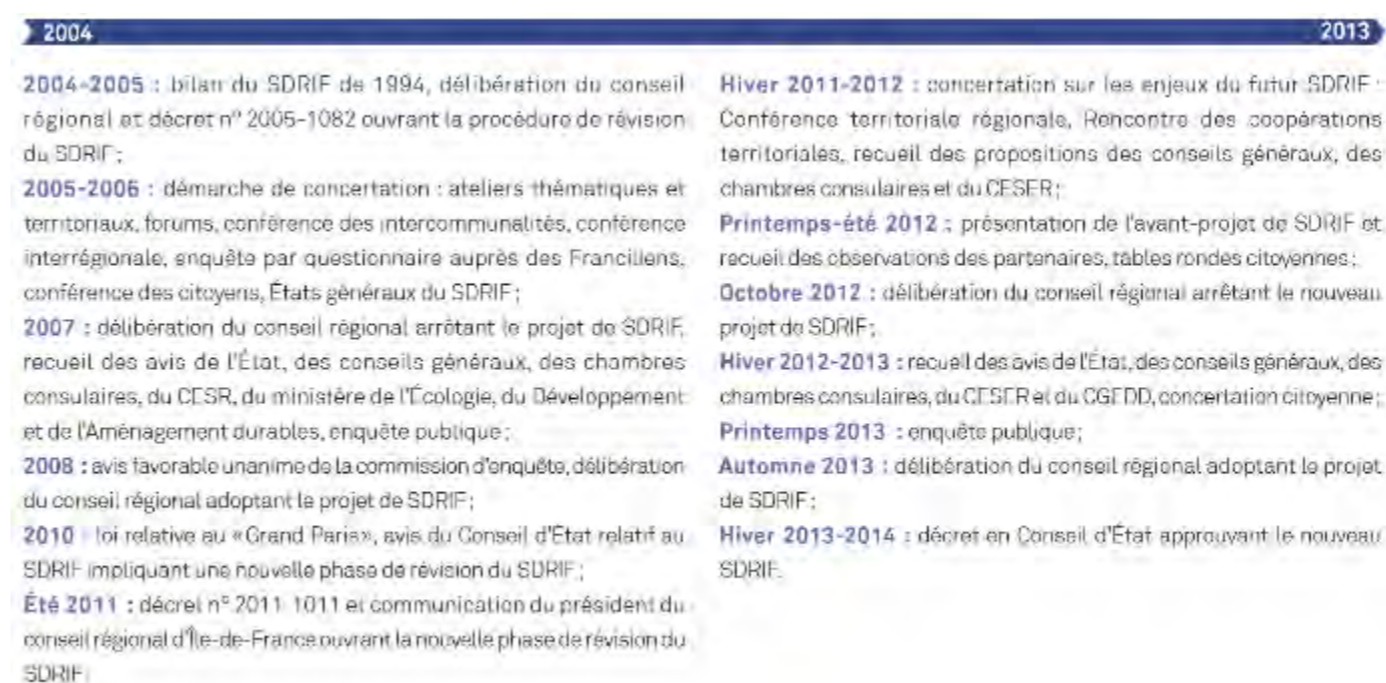 2004 2013
2004-2005 : bilan du SDRIF de 1994, délibération du conseil
régional et décret n° 2005-1082 ouvrant la procédure de révision
du SDRIF ;
2005-2006 : démarche de concertation : ateliers thématiques et
territoriaux, forums, conférence des intercommunalités, conférence
interrégionale, enquête par questionnaire auprès des Franciliens,
conférence des citoyens, États généraux du SDRIF ;
2007 : délibération du conseil régional arrêtant le projet de SDRIF,
recueil des avis de l'État, des conseils généraux, des chambres
consulaires, du CESR, du ministère de l'Écologie, du Développement
et de l'Aménagement durables, enquête publique ;
2008 : avis favorable unanime de la commission d'enquête, délibération
du conseil régional adoptant le projet de SDRIF ;
2010 : loi relative au «Grand Paris», avis du Conseil d'État relatif au
SDRIF impliquant une nouvelle phase de révision du SDRIF ;
Été 2011 : décret n° 2011-1011 et communication du président du
conseil régional d'Île-de-France ouvrant la nouvelle phase de révision du
SDRIF;
Hiver 2011-2012 : concertation sur les enjeux du futur SDRIF :
Conférence territoriale régionale, Rencontre des coopérations
territoriales, recueil des propositions des conseils généraux, des
chambres consulaires et du CESER ;
Printemps-été 2012 : présentation de l'avant-projet de SDRIF et
recueil des observations des partenaires, tables rondes citoyennes ;
Octobre 2012 : délibération du conseil régional arrêtant le nouveau
projet de SDRIF ;
Hiver 2012-2013 : recueil des avis de l'État, des conseils généraux, des
chambres consulaires, du CESER et du CGEDD, concertation citoyenne ;
Printemps 2013 : enquête publique ;
Automne 2013 : délibération du conseil régional adoptant le projet
de SDRIF ;
Hiver 2013-2014 : décret en Conseil d'État approuvant le nouveau
SDRIF.